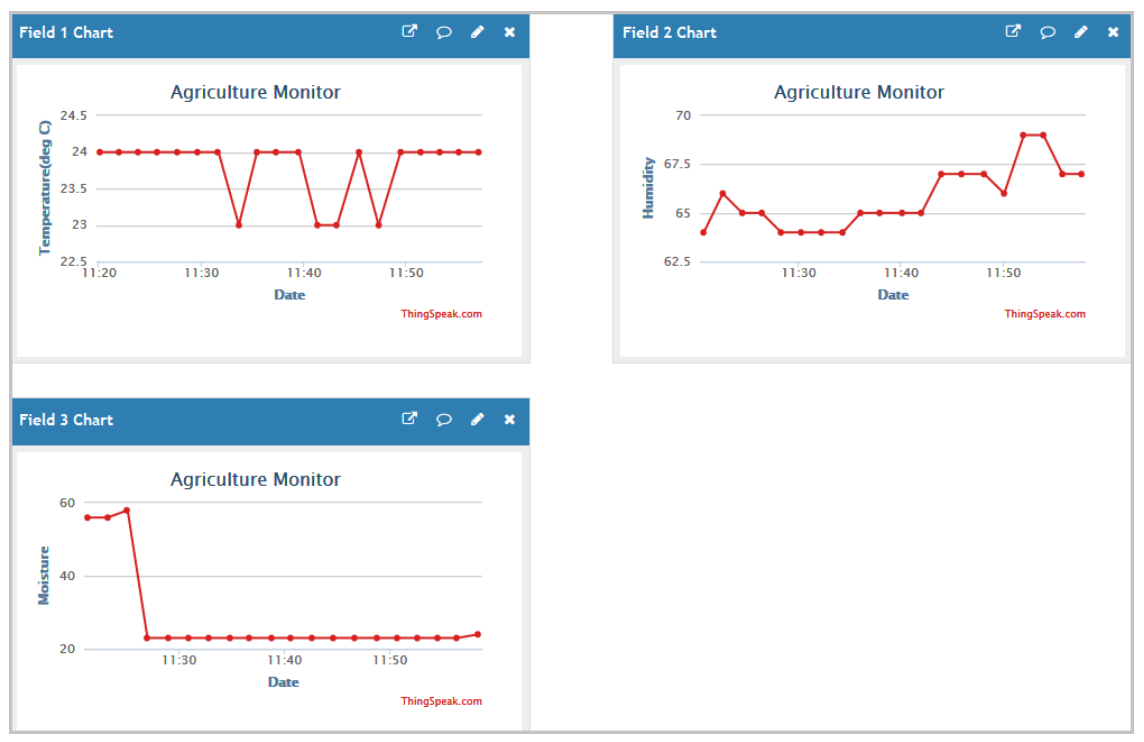 Field 1 Chart
Agriculture Monitor
24.5
24
23.5
23
22.5
Temperature(deg C)
11:20 11:30 11:40 11:50
Date
ThingSpeak.com
Field 2 Chart
Agriculture Monitor
70
67.5
65
62.5
Humidity
11:30 11:40 11:50
Date
ThingSpeak.com
Field 3 Chart
Agriculture Monitor
60
40
20
Moisture
11:30 11:40 11:50
Date
ThingSpeak.com